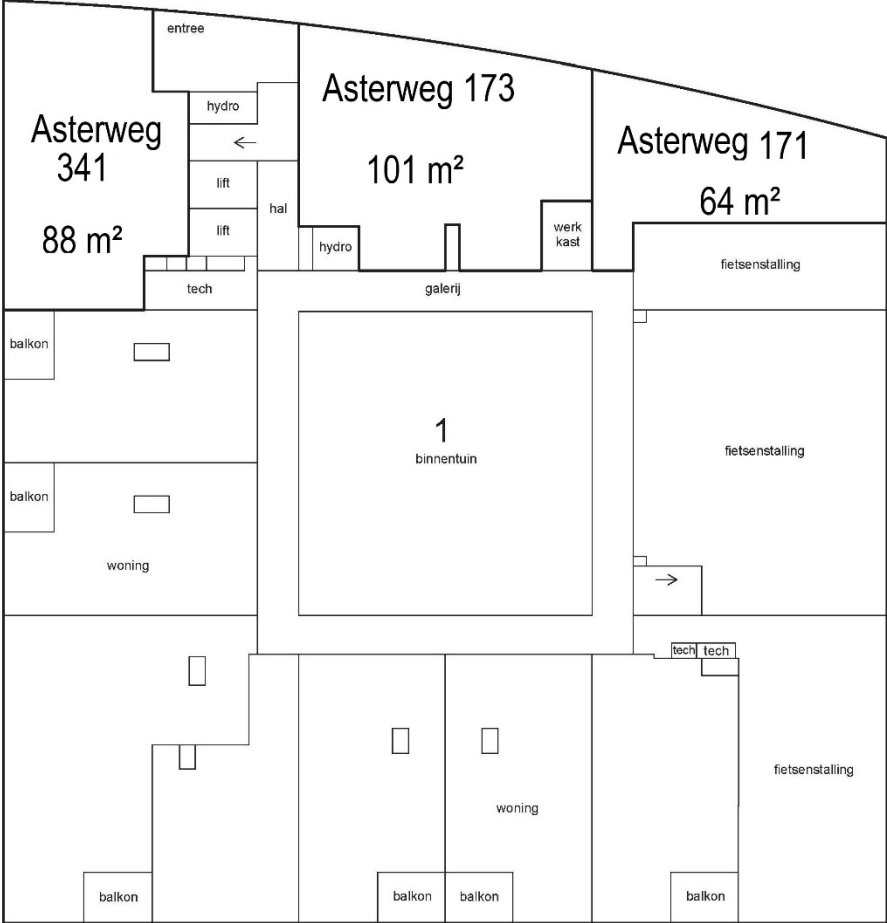 entree
Asterweg
341
88 m²
hydro
←
lift
lift
hal
tech
Asterweg 173
101 m²
hydro
werk
kast
Asterweg 171
64 m²
fietsenstalling
galerij
balkon
1
binnentuin
fietsenstalling
balkon
woning
→
tech
tech
woning
fietsenstalling
balkon
balkon
balkon
balkon